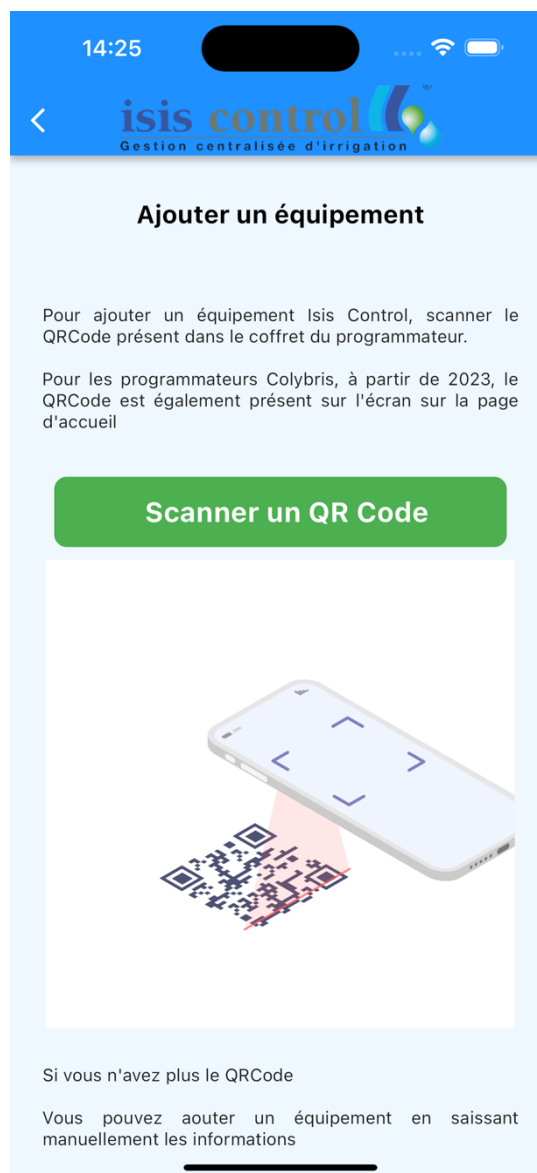 14:25
isis control
®
Gestion centralisée d'irrigation
Ajouter un équipement
Pour ajouter un équipement Isis Control, scanner le
QRCode présent dans le coffret du programmateur.
Pour les programmateurs Colybris, à partir de 2023, le
QRCode est également présent sur l'écran sur la page
d'accueil
Scanner un QR Code
Si vous n'avez plus le QRCode
Vous pouvez aouter un équipement en saissant
manuellement les informations